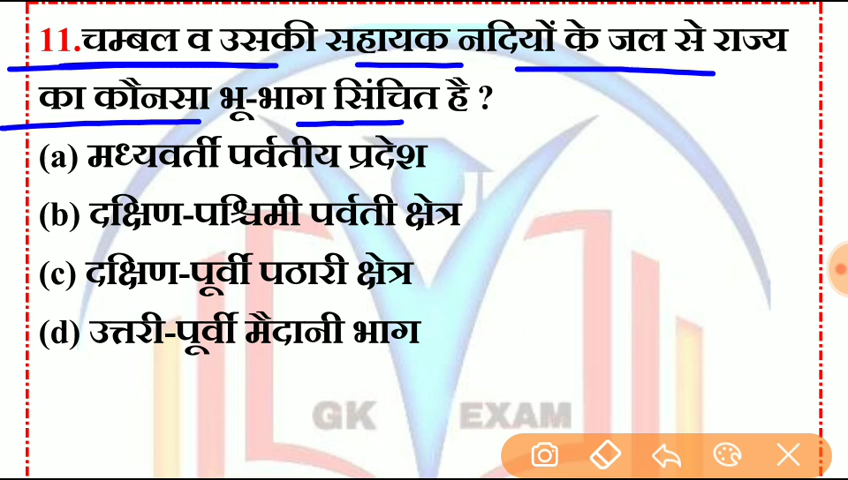 11.चम्बल व उसकी सहायक नदियों के जल से राज्य
का कौनसा भू-भाग सिंचित है ?
(a) मध्यवर्ती पर्वतीय प्रदेश
(b) दक्षिण-पश्चिमी पर्वती क्षेत्र
(c) दक्षिण-पूर्वी पठारी क्षेत्र
(d) उत्तरी-पूर्वी मैदानी भाग
GK EXAM